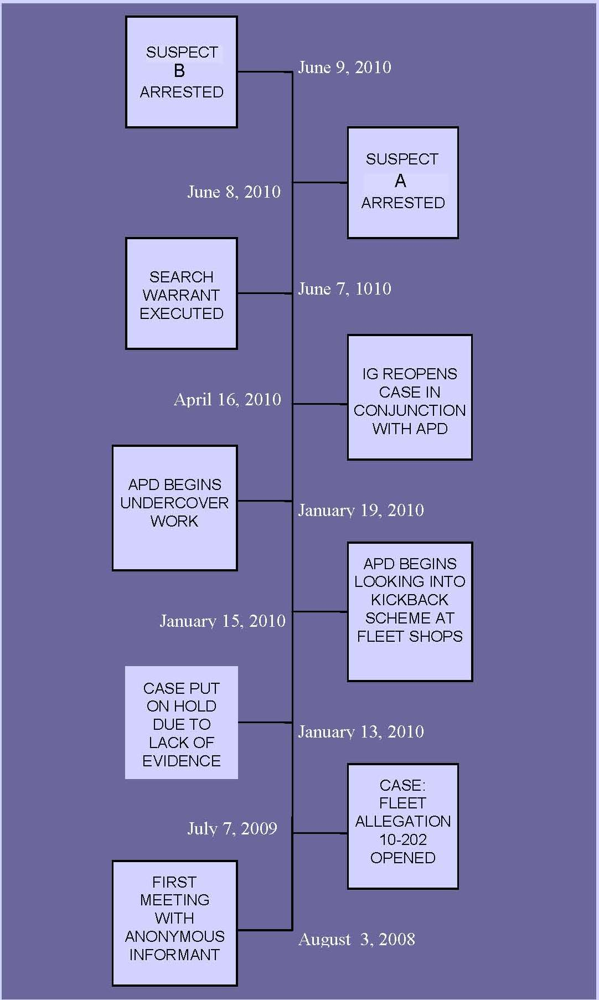 SUSPECT
B
ARRESTED
June 9, 2010
SUSPECT
A
ARRESTED
June 8, 2010
SEARCH
WARRANT
EXECUTED
June 7, 1010
IG REOPENS
CASE IN
CONJUNCTION
WITH APD
April 16, 2010
APD BEGINS
UNDERCOVER
WORK
January 19, 2010
APD BEGINS
LOOKING INTO
KICKBACK
SCHEME AT
FLEET SHOPS
January 15, 2010
CASE PUT
ON HOLD
DUE TO
LACK OF
EVIDENCE
January 13, 2010
CASE:
FLEET
ALLEGATION
10-202
OPENED
July 7, 2009
FIRST
MEETING
WITH
ANONYMOUS
INFORMANT
August 3, 2008